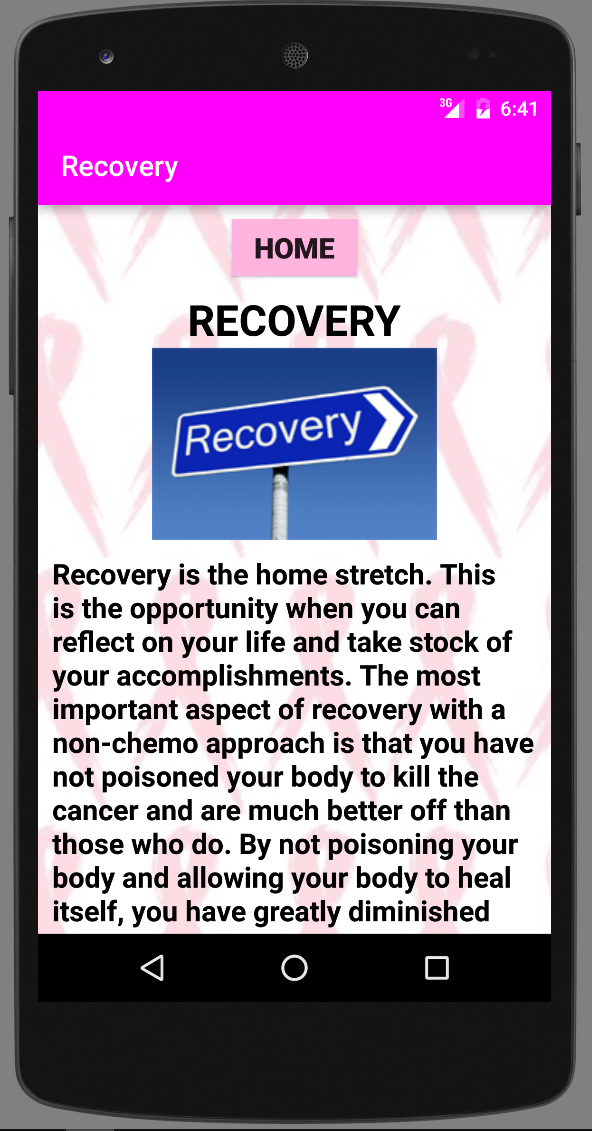 3G 6:41
Recovery
HOME
RECOVERY
Recovery
Recovery is the home stretch. This
is the opportunity when you can
reflect on your life and take stock of
your accomplishments. The most
important aspect of recovery with a
non-chemo approach is that you have
not poisoned your body to kill the
cancer and are much better off than
those who do. By not poisoning your
body and allowing your body to heal
itself, you have greatly diminished